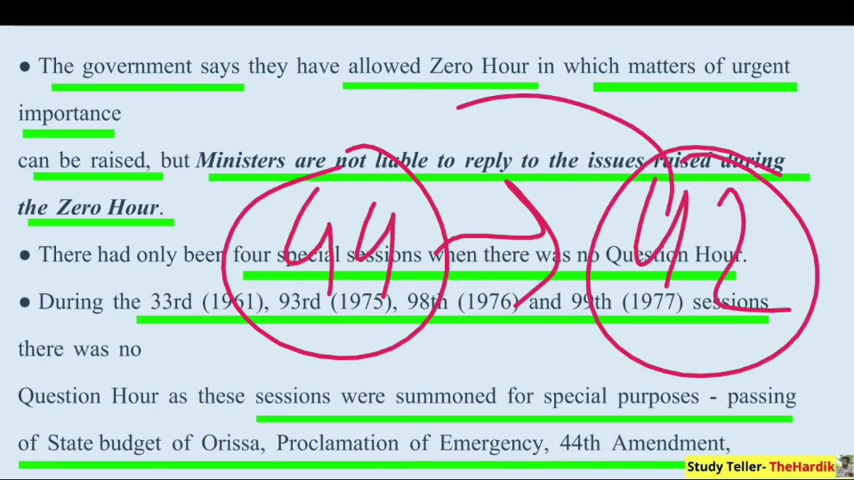 ● The government says they have allowed Zero Hour in which matters of urgent
importance
can be raised, but Ministers are not liable to reply to the issues raised during
the Zero Hour.
44 → 42
● There had only been four special sessions when there was no Question Hour.
● During the 33rd (1961), 93rd (1975), 98th (1976) and 99th (1977) sessions
there was no
Question Hour as these sessions were summoned for special purposes - passing
of State budget of Orissa, Proclamation of Emergency, 44th Amendment,
Study Teller- TheHardik